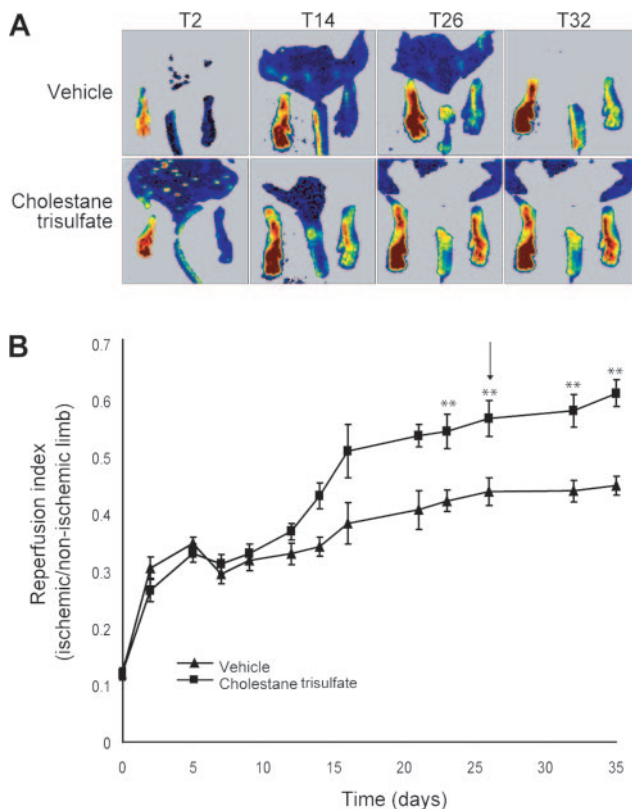 A
T2 T14 T26 T32
Vehicle
Cholestane
trisulfate
B
0.7
0.6
0.5
0.4
0.3
0.2
0.1
0
** ** ** **
Reperfusion index
(ischemic/non-ischemic limb)
Vehicle
Cholestane trisulfate
0 5 10 15 20 25 30 35
Time (days)